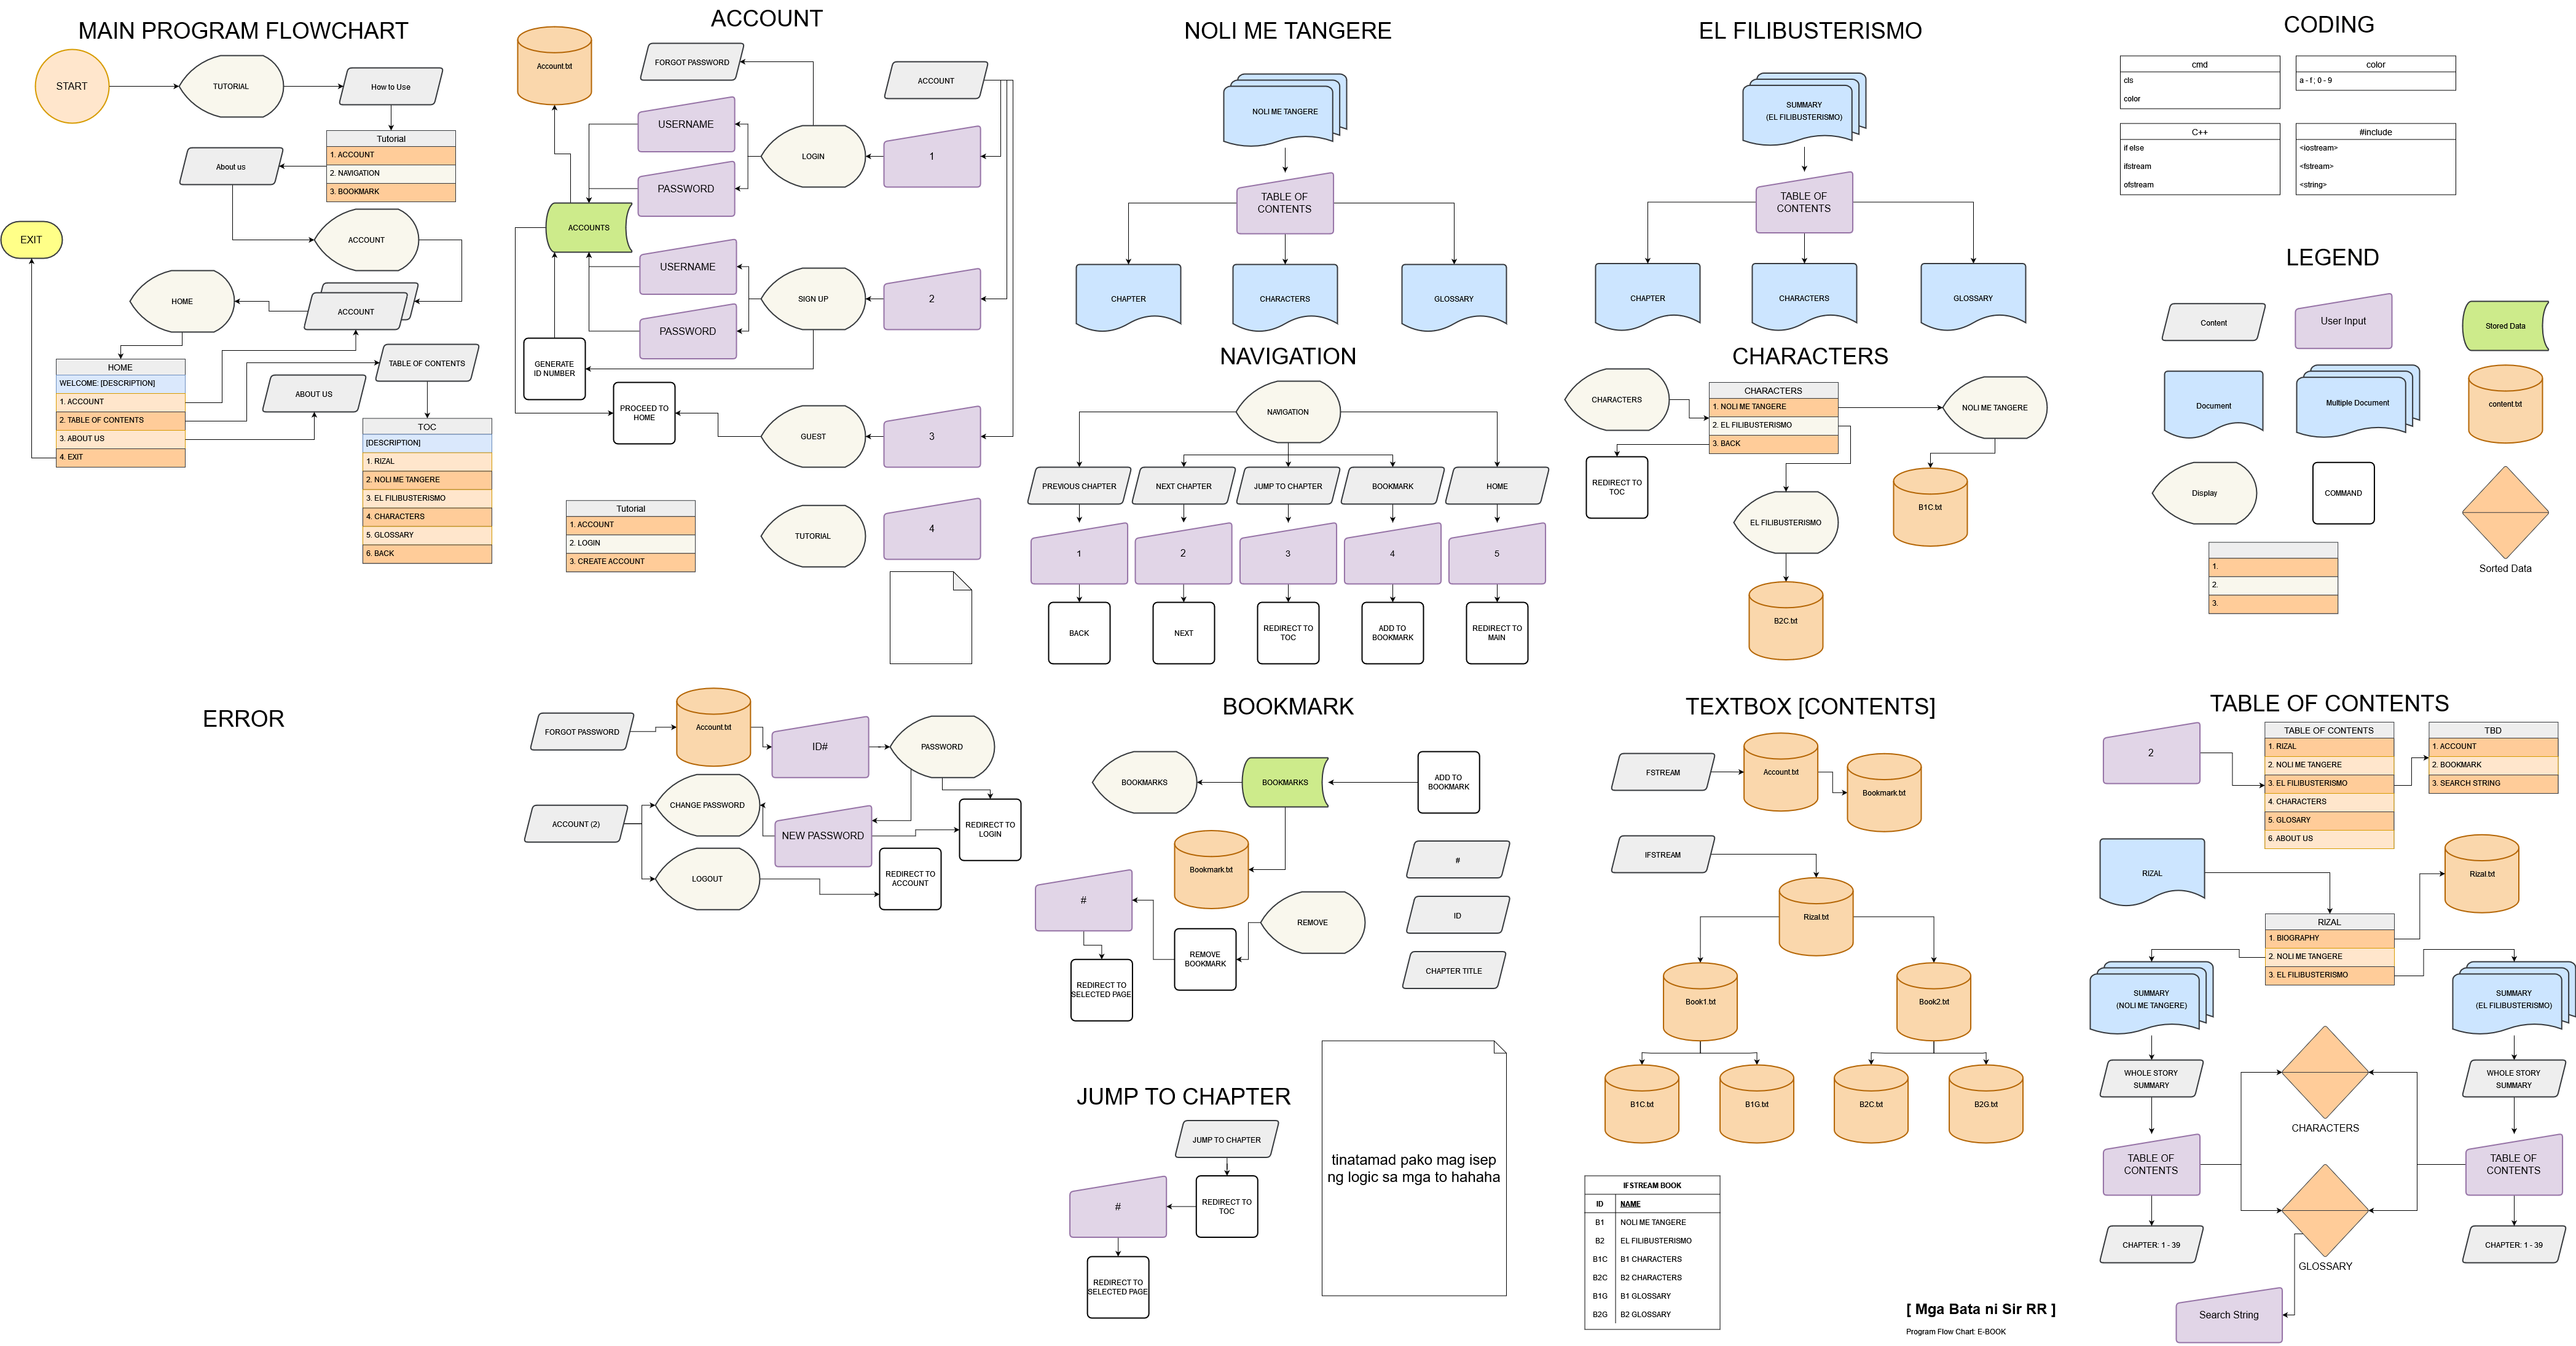 MAIN PROGRAM FLOWCHART
START
TUTORIAL
How to Use
Tutorial
1. ACCOUNT
2. NAVIGATION
3. BOOKMARK
About us
EXIT
ACCOUNT
HOME
ACCOUNT
HOME
WELCOME: [DESCRIPTION]
1. ACCOUNT
2. TABLE OF CONTENTS
3. ABOUT US
4. EXIT
TABLE OF CONTENTS
ABOUT US
TOC
[DESCRIPTION]
1. RIZAL
2. NOLI ME TANGERE
3. EL FILIBUSTERISMO
4. CHARACTERS
5. GLOSSARY
6. BACK
ACCOUNT
Account.txt
FORGOT PASSWORD
ACCOUNT
USERNAME
LOGIN
1
PASSWORD
ACCOUNTS
USERNAME
SIGN UP
2
PASSWORD
GENERATE
ID NUMBER
PROCEED TO
HOME
GUEST
3
Tutorial
1. ACCOUNT
2. LOGIN
3. CREATE ACCOUNT
TUTORIAL
4
NOLI ME TANGERE
NOLI ME TANGERE
TABLE OF
CONTENTS
CHAPTER
CHARACTERS
GLOSSARY
EL FILIBUSTERISMO
SUMMARY
(EL FILIBUSTERISMO)
TABLE OF
CONTENTS
CHAPTER
CHARACTERS
GLOSSARY
CODING
cmd
cls
color
color
a - f ; 0 - 9
C++
if else
ifstream
ofstream
#include
<iostream>
<fstream>
<string>
NAVIGATION
NAVIGATION
PREVIOUS CHAPTER
NEXT CHAPTER
JUMP TO CHAPTER
BOOKMARK
HOME
1
2
3
4
5
BACK
NEXT
REDIRECT TO
TOC
ADD TO
BOOKMARK
REDIRECT TO
MAIN
CHARACTERS
CHARACTERS
CHARACTERS
1. NOLI ME TANGERE
2. EL FILIBUSTERISMO
3. BACK
NOLI ME TANGERE
REDIRECT TO
TOC
B1C.txt
EL FILIBUSTERISMO
B2C.txt
LEGEND
Content
User Input
Stored Data
Document
Multiple Document
content.txt
Display
COMMAND
1.
2.
3.
Sorted Data
ERROR
FORGOT PASSWORD
Account.txt
ID#
PASSWORD
CHANGE PASSWORD
ACCOUNT (2)
NEW PASSWORD
REDIRECT TO
LOGIN
LOGOUT
REDIRECT TO
ACCOUNT
BOOKMARK
BOOKMARKS
BOOKMARKS
ADD TO
BOOKMARK
Bookmark.txt
#
#
ID
REMOVE
REMOVE
BOOKMARK
CHAPTER TITLE
REDIRECT TO
SELECTED PAGE
JUMP TO CHAPTER
JUMP TO CHAPTER
#
REDIRECT TO
TOC
REDIRECT TO
SELECTED PAGE
tinatamad pako mag isep
ng logic sa mga to hahaha
TEXTBOX [CONTENTS]
FSTREAM
Account.txt
Bookmark.txt
IFSTREAM
Rizal.txt
Book1.txt
Book2.txt
B1C.txt
B1G.txt
B2C.txt
B2G.txt
IFSTREAM BOOK
ID NAME
B1 NOLI ME TANGERE
B2 EL FILIBUSTERISMO
B1C B1 CHARACTERS
B2C B2 CHARACTERS
B1G B1 GLOSSARY
B2G B2 GLOSSARY
[ Mga Bata ni Sir RR ]
Program Flow Chart: E-BOOK
TABLE OF CONTENTS
2
TABLE OF CONTENTS
1. RIZAL
2. NOLI ME TANGERE
3. EL FILIBUSTERISMO
4. CHARACTERS
5. GLOSARY
6. ABOUT US
TBD
1. ACCOUNT
2. BOOKMARK
3. SEARCH STRING
RIZAL
Rizal.txt
RIZAL
1. BIOGRAPHY
2. NOLI ME TANGERE
3. EL FILIBUSTERISMO
SUMMARY
(NOLI ME TANGERE)
SUMMARY
(EL FILIBUSTERISMO)
WHOLE STORY
SUMMARY
WHOLE STORY
SUMMARY
CHARACTERS
TABLE OF
CONTENTS
TABLE OF
CONTENTS
CHAPTER: 1 - 39
CHAPTER: 1 - 39
GLOSSARY
Search String